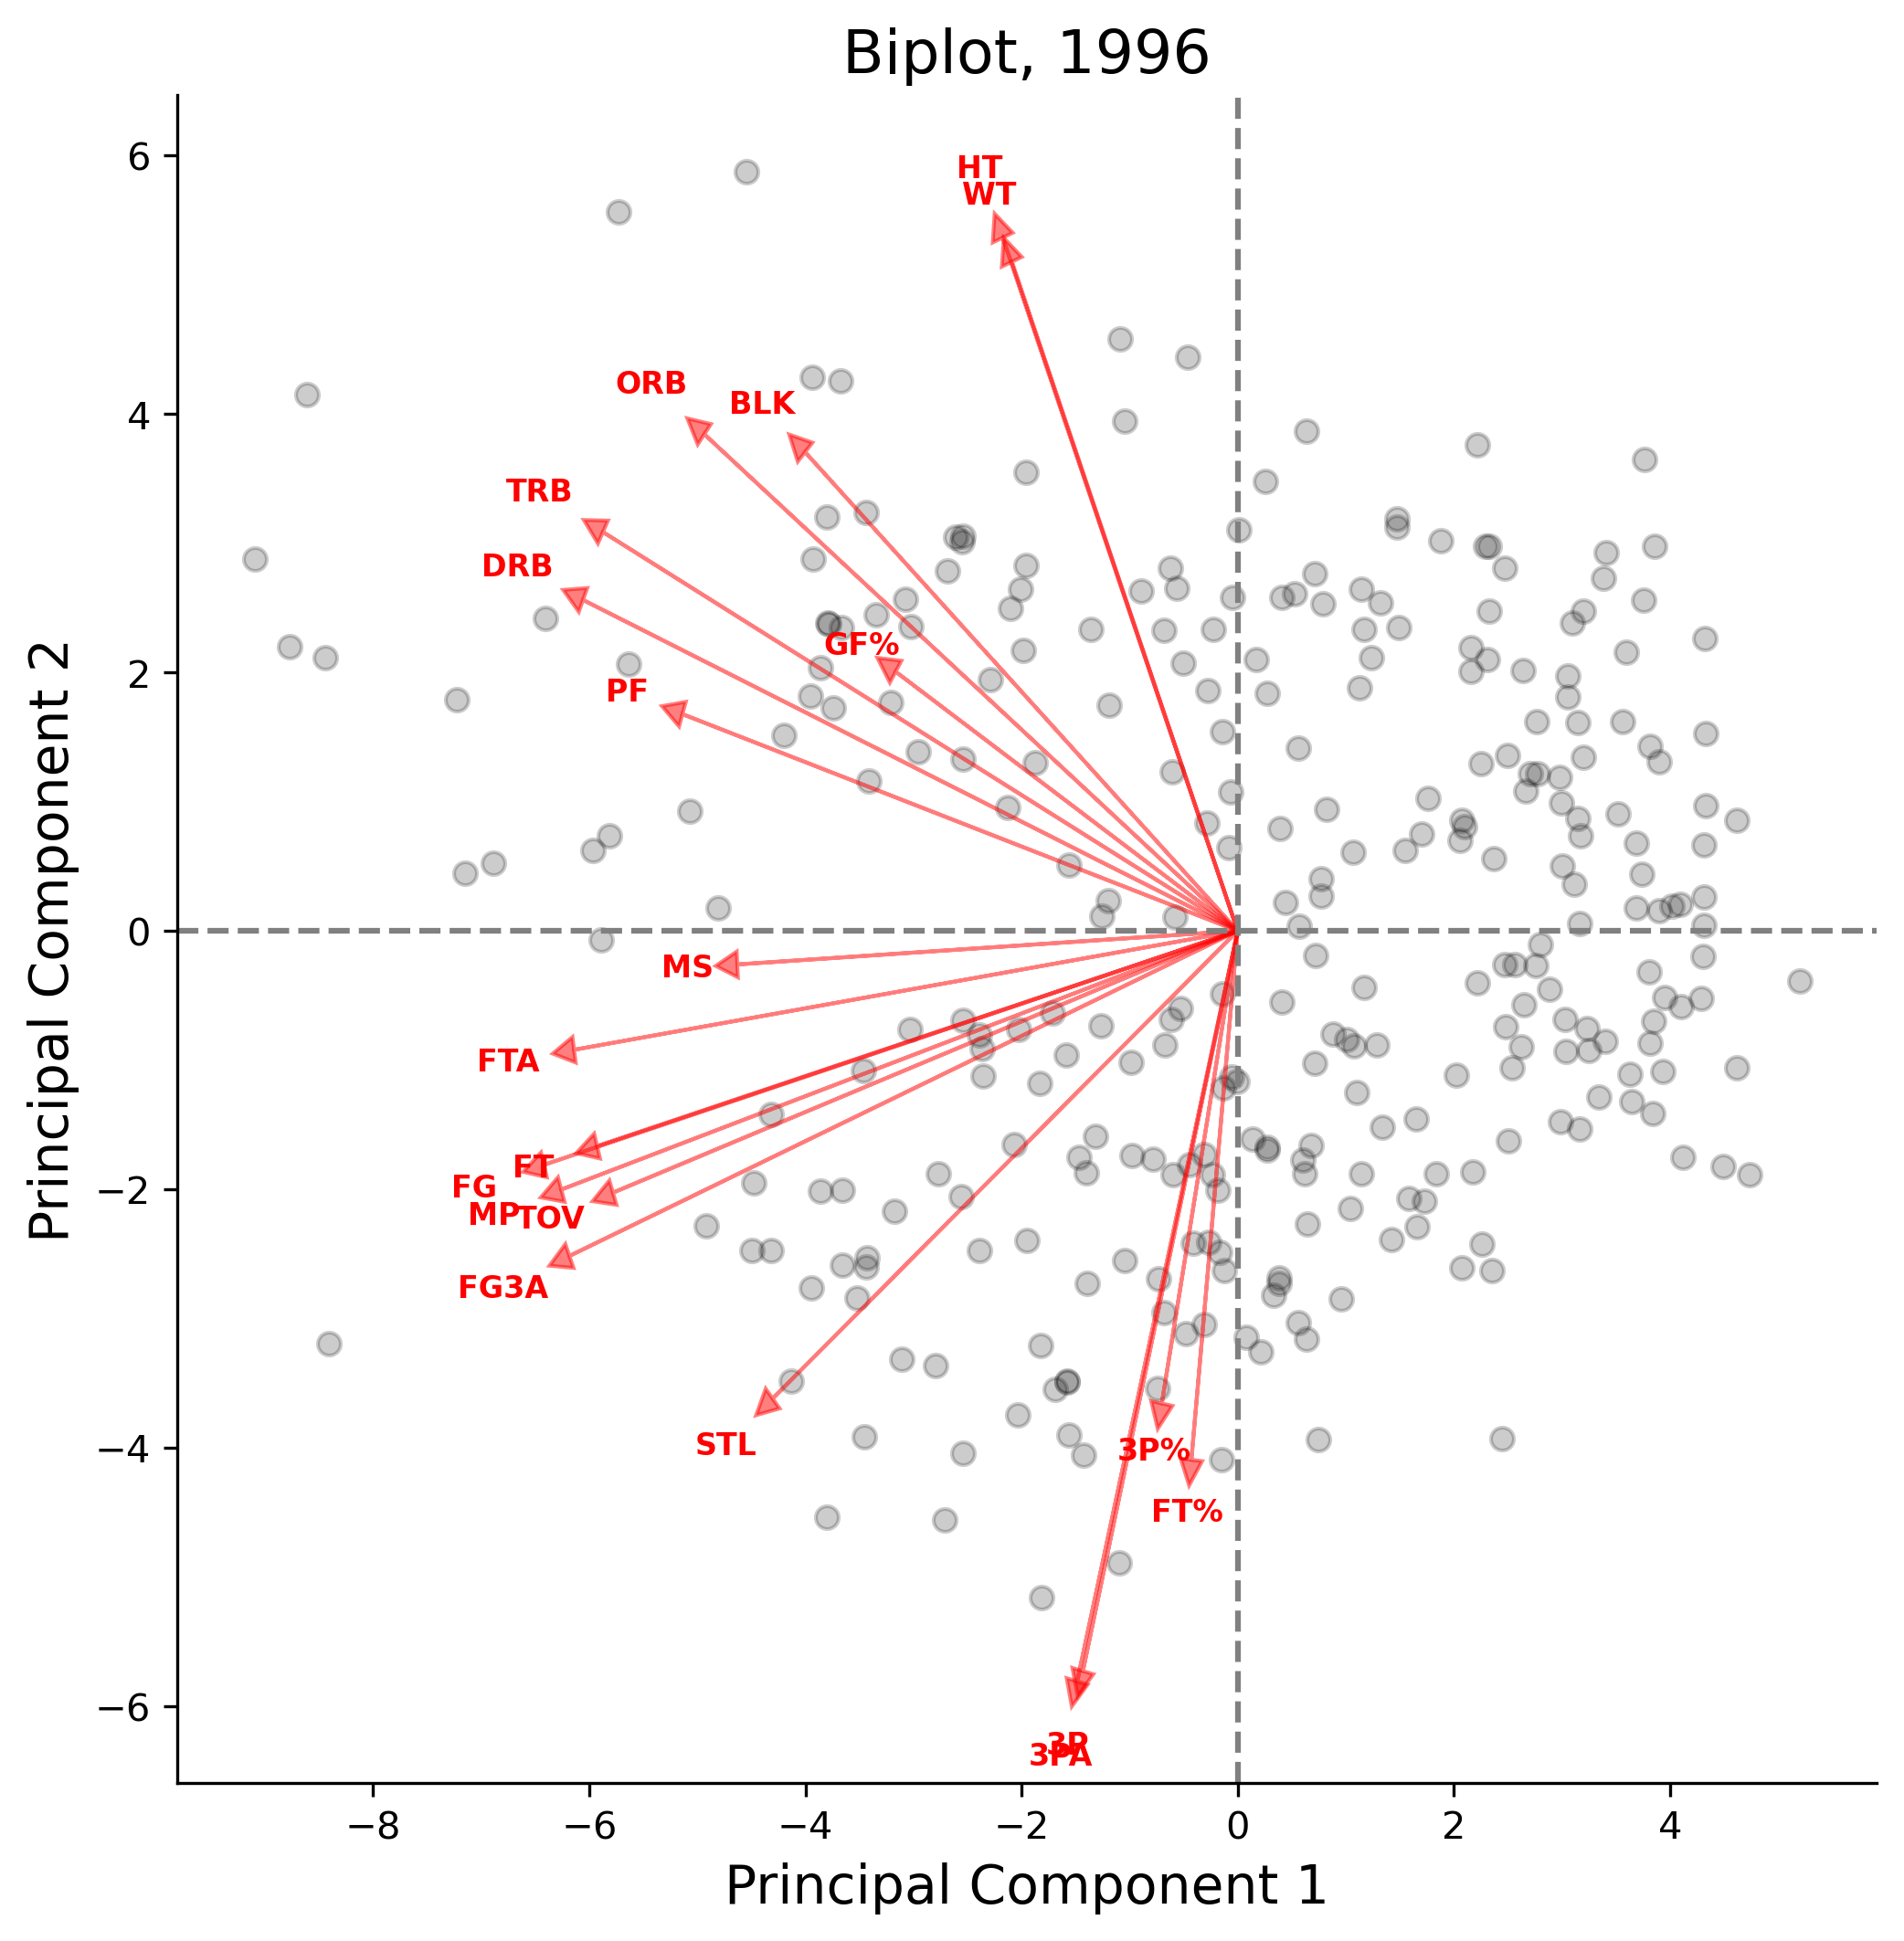 Biplot, 1996
Principal Component 2
6
4
2
0
−2
−4
−6
HT
WT
ORB
BLK
TRB
DRB
GF%
PF
MS
FTA
FT
FG
MP
TOV
FG3A
STL
3P%
FT%
3P
3PA
−8
−6
−4
−2
0
2
4
Principal Component 1